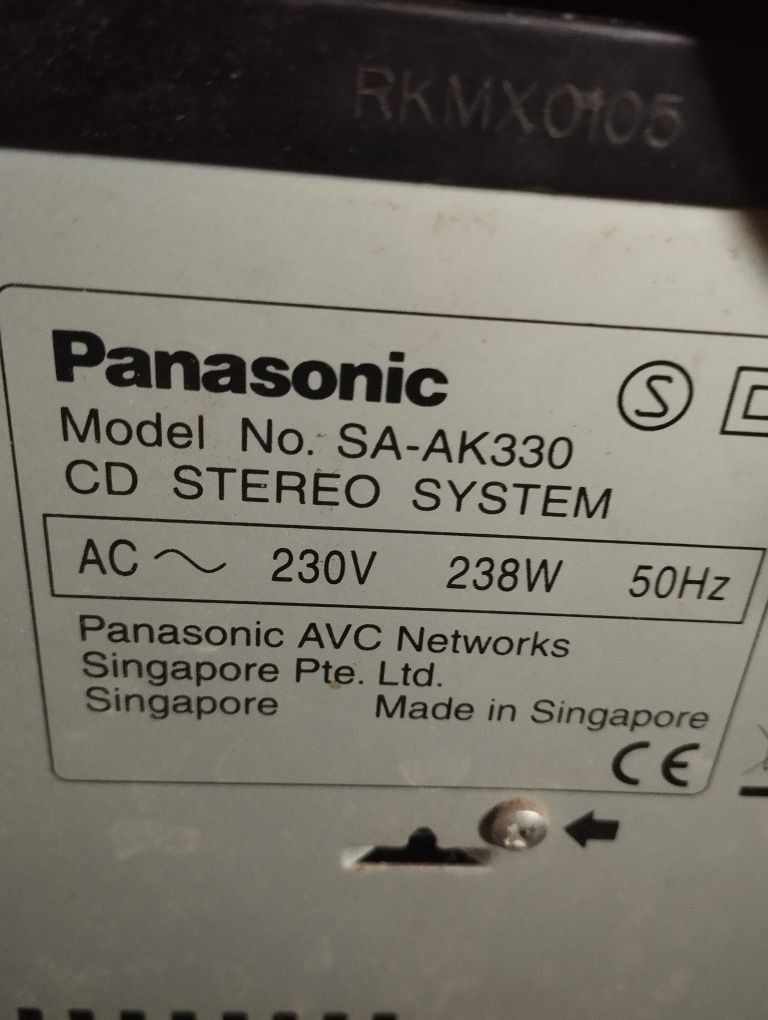 RKMX0105
Panasonic
Model No. SA-AK330
CD STEREO SYSTEM
AC ~ 230V 238W 50Hz
Panasonic AVC Networks
Singapore Pte. Ltd.
Singapore Made in Singapore
CE